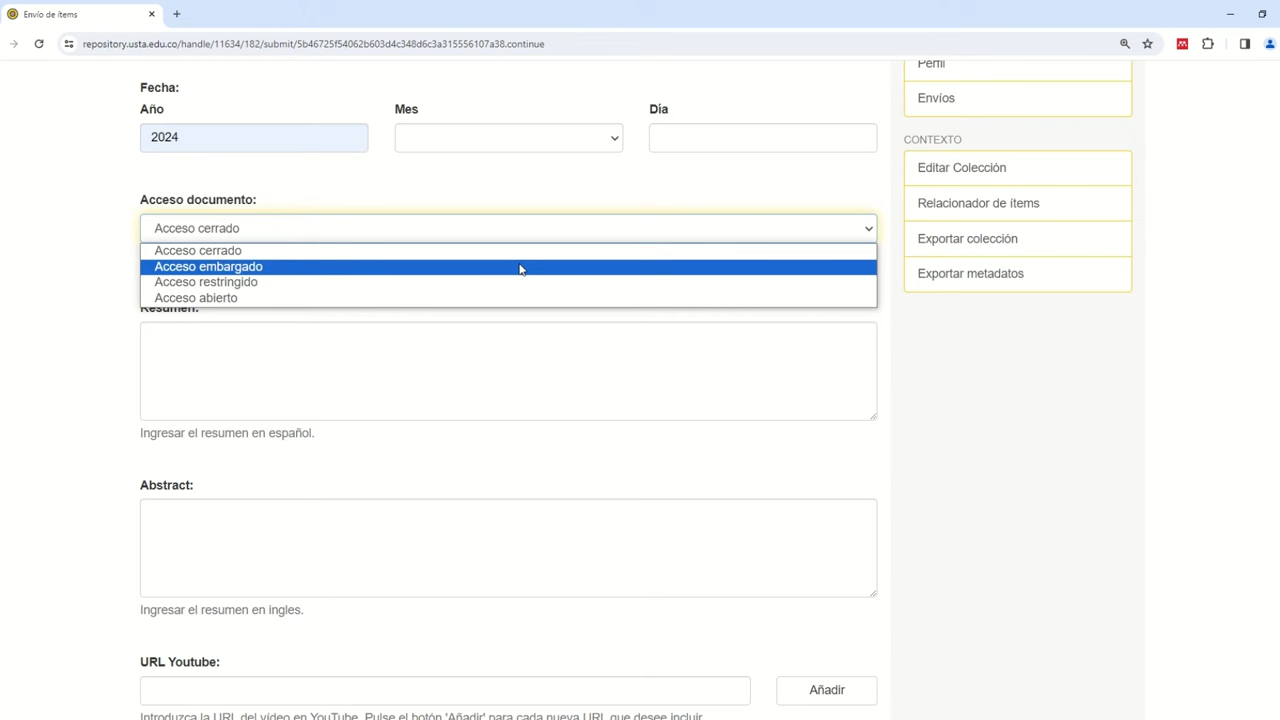 Envío de ítems
repository.usta.edu.co/handle/11634/182/submit/5b46725f54062b603d4c348d6c3a315556107a38.continue
Perfil
Envíos
CONTEXTO
Editar Colección
Relacionador de ítems
Exportar colección
Exportar metadatos
Fecha:
Año Mes Día
2024
Acceso documento:
Acceso cerrado
Acceso cerrado
Acceso embargado
Acceso restringido
Acceso abierto
Resumen:
Ingresar el resumen en español.
Abstract:
Ingresar el resumen en ingles.
URL Youtube:
Añadir
Introduzca la URL del vídeo en YouTube. Pulse el botón 'Añadir' para cada nueva URL que desee incluir.